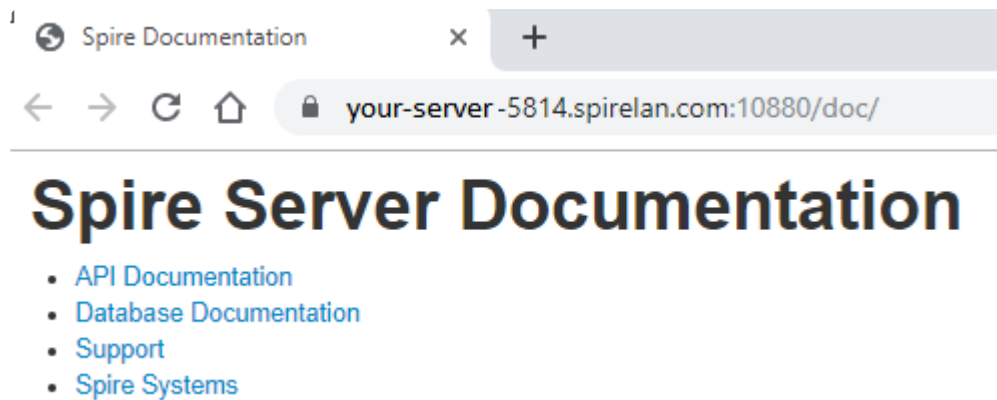 Spire Documentation
your-server-5814.spirelan.com:10880/doc/
Spire Server Documentation
API Documentation
Database Documentation
Support
Spire Systems